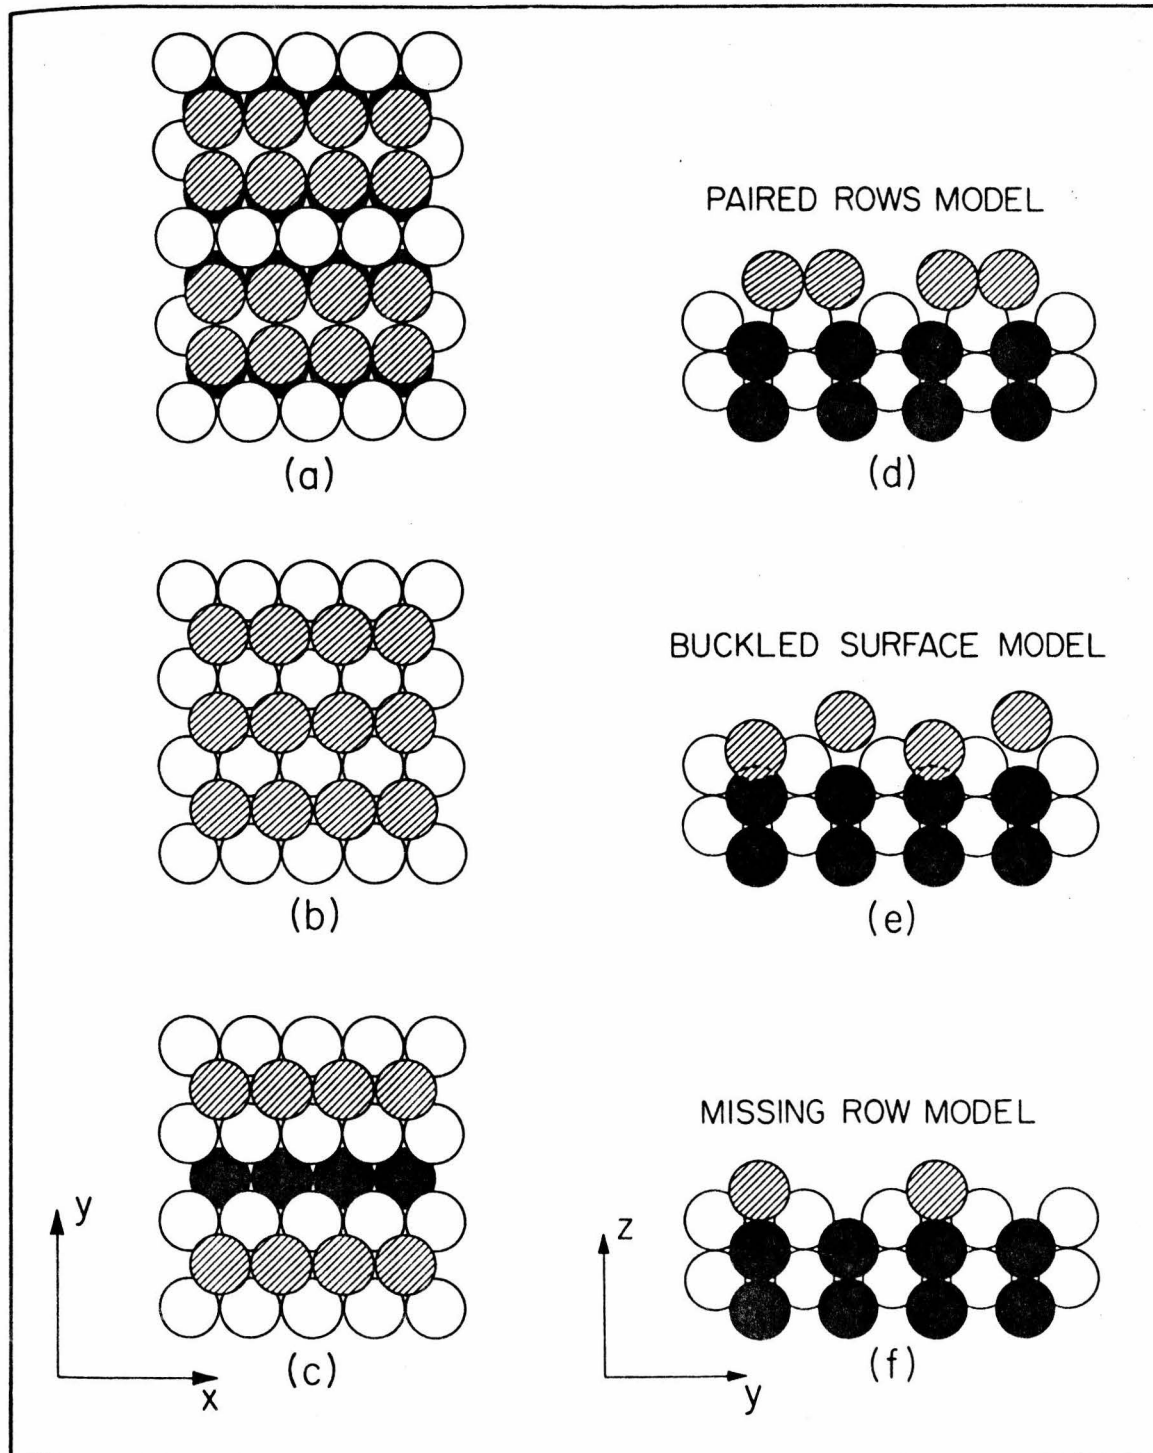 (a)
PAIRED ROWS MODEL
(d)
(b)
BUCKLED SURFACE MODEL
(e)
(c)
y
x
MISSING ROW MODEL
(f)
z
y